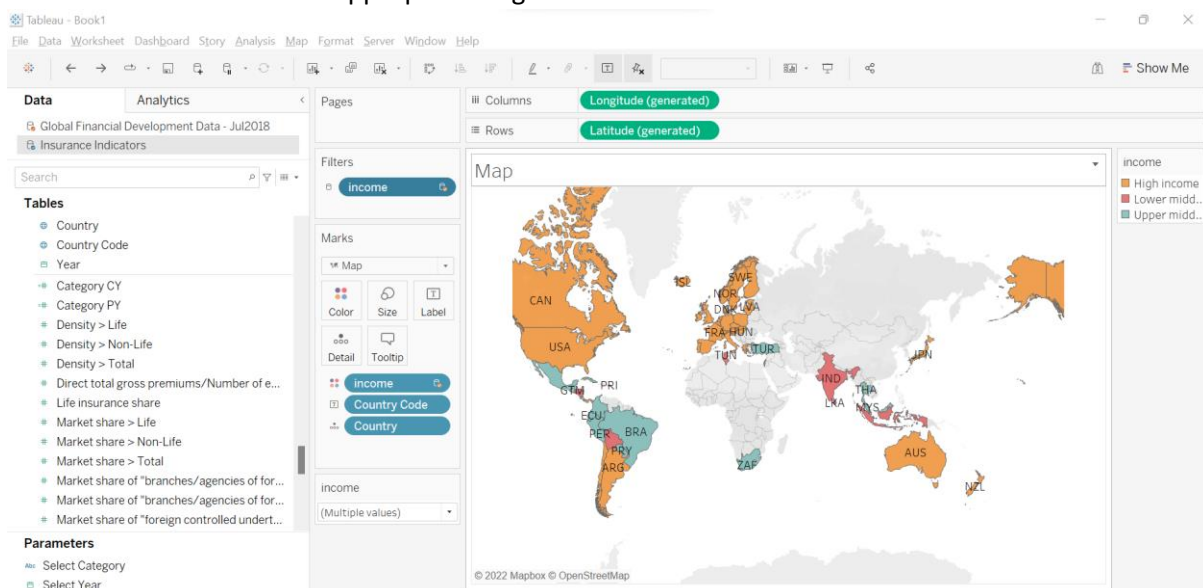 Tableau - Book1
File Data Worksheet Dashboard Story Analysis Map Format Server Window Help
Show Me
Data Analytics
Pages
Columns Longitude (generated)
Global Financial Development Data - Jul2018
Rows Latitude (generated)
Insurance Indicators
Filters
Map
income
Search
income
High income
Lower midd...
Upper midd...
Tables
Country
Country Code
Year
Category CY
Category PY
Density > Life
Density > Non-Life
Density > Total
Direct total gross premiums/Number of e...
Life insurance share
Market share > Life
Market share > Non-Life
Market share > Total
Market share of "branches/agencies of for...
Market share of "branches/agencies of for...
Market share of "foreign controlled undert...
Parameters
Abc Select Category
Select Year
Marks
Map
Color Size Label
Detail Tooltip
income
Country Code
Country
income
(Multiple values)
CAN
USA
ISL
SWE
NOR
DNK LVA
FRA HUN
TUN TUR
JPN
IND
THA
LKA
MYS
GTM PRI
ECU
PER BRA
PRY
ARG
ZAF
AUS
NZL
© 2022 Mapbox © OpenStreetMap